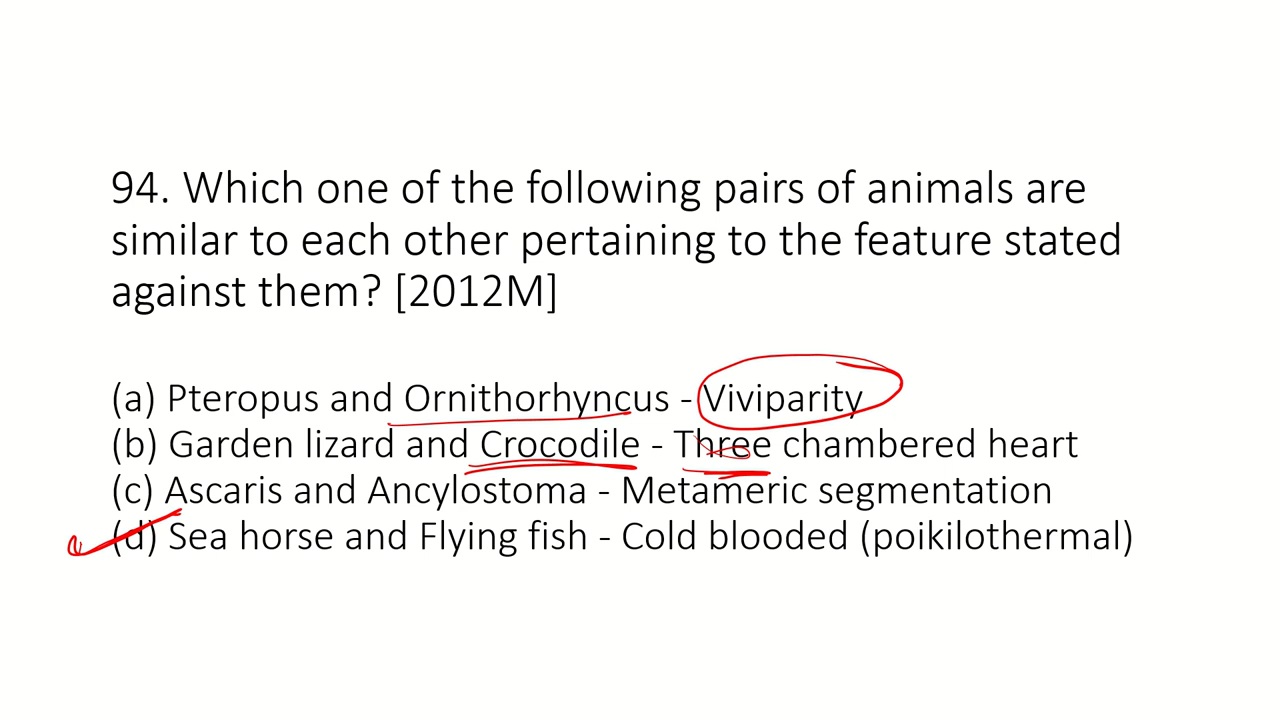 94. Which one of the following pairs of animals are
similar to each other pertaining to the feature stated
against them? [2012M]
(a) Pteropus and Ornithorhyncus - Viviparity
(b) Garden lizard and Crocodile - Three chambered heart
(c) Ascaris and Ancylostoma - Metameric segmentation
(d) Sea horse and Flying fish - Cold blooded (poikilothermal)